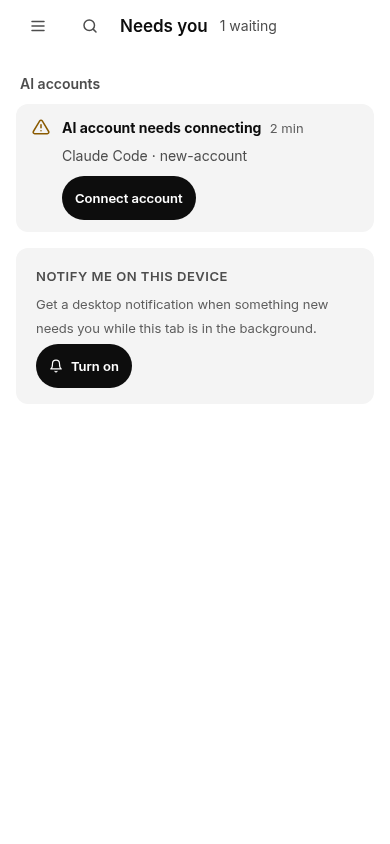 Needs you 1 waiting
AI accounts
AI account needs connecting 2 min
Claude Code · new-account
Connect account
NOTIFY ME ON THIS DEVICE
Get a desktop notification when something new
needs you while this tab is in the background.
Turn on